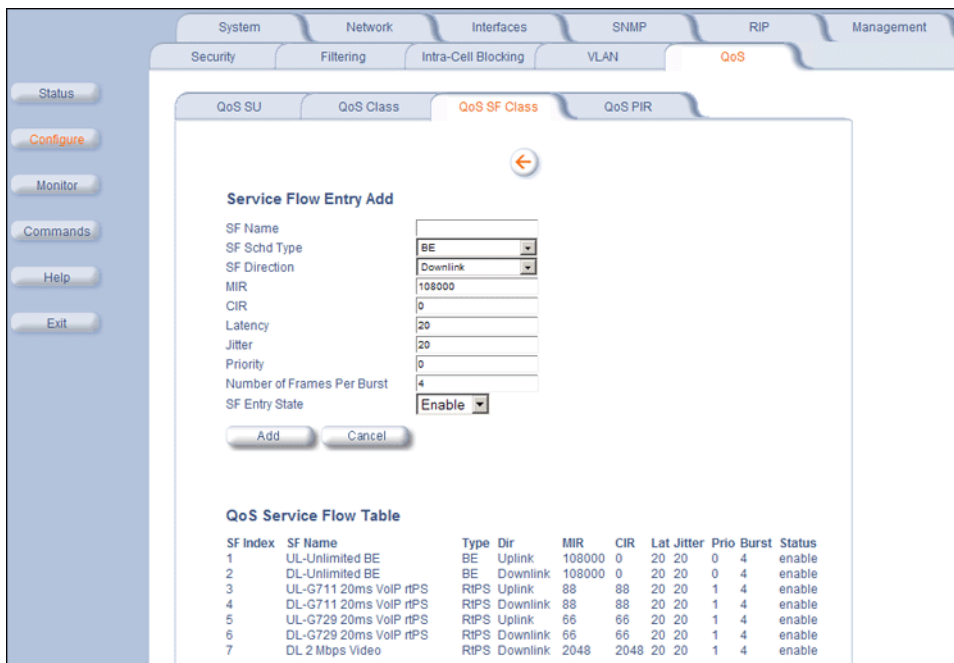 System Network Interfaces SNMP RIP Management
Security Filtering Intra-Cell Blocking VLAN QoS
QoS SU QoS Class QoS SF Class QoS PIR
Status
Configure
Monitor
Commands
Help
Exit
Service Flow Entry Add
SF Name
SF Schd Type BE
SF Direction Downlink
MIR 108000
CIR 0
Latency 20
Jitter 20
Priority 0
Number of Frames Per Burst 4
SF Entry State Enable
Add Cancel
QoS Service Flow Table
SF Index SF Name Type Dir MIR CIR Lat Jitter Prio Burst Status
1 UL-Unlimited BE BE Uplink 108000 0 20 20 0 4 enable
2 DL-Unlimited BE BE Downlink 108000 0 20 20 0 4 enable
3 UL-G711 20ms VoIP rtPS RtPS Uplink 88 88 20 20 1 4 enable
4 DL-G711 20ms VoIP rtPS RtPS Downlink 88 88 20 20 1 4 enable
5 UL-G729 20ms VoIP rtPS RtPS Uplink 66 66 20 20 1 4 enable
6 DL-G729 20ms VoIP rtPS RtPS Downlink 66 66 20 20 1 4 enable
7 DL 2 Mbps Video RtPS Downlink 2048 2048 20 20 1 4 enable